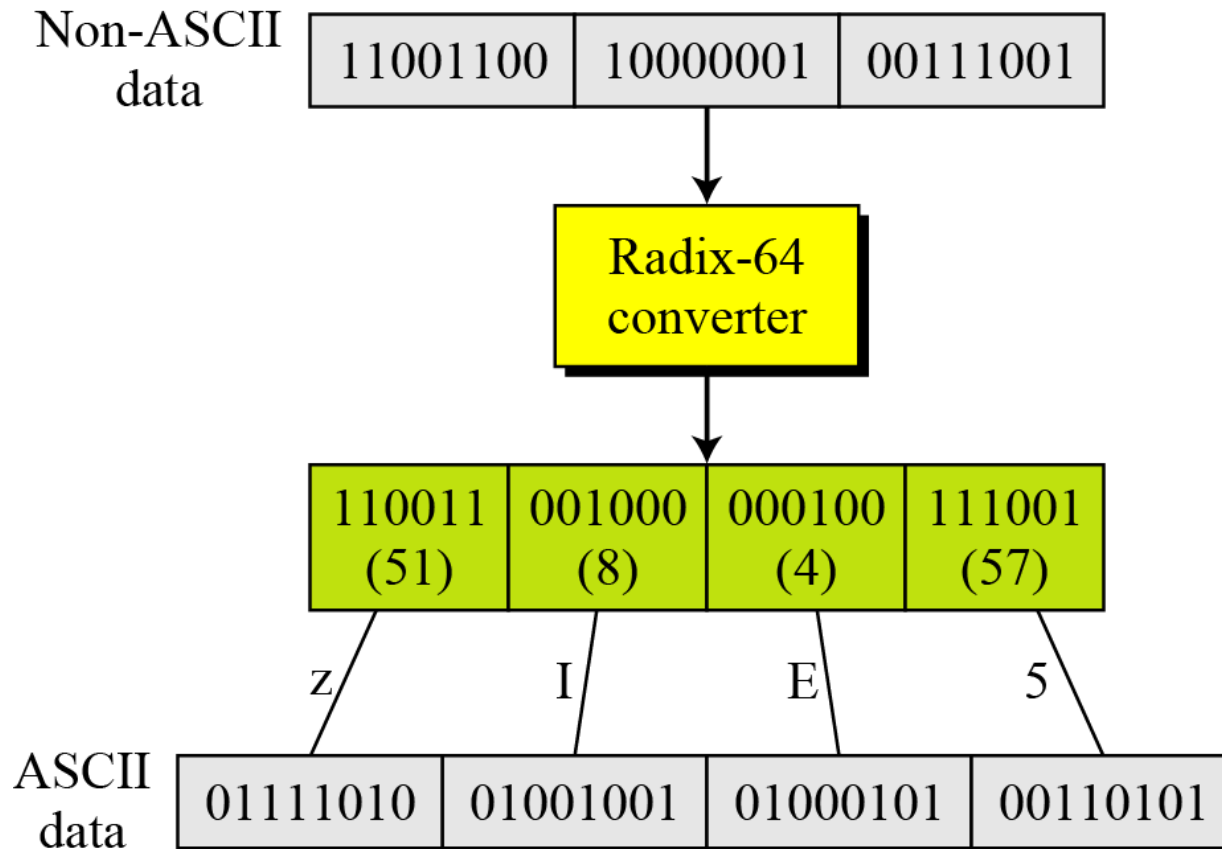 Non-ASCII
data
11001100 10000001 00111001
Radix-64
converter
110011 001000 000100 111001
(51) (8) (4) (57)
z I E 5
ASCII
data
01111010 01001001 01000101 00110101